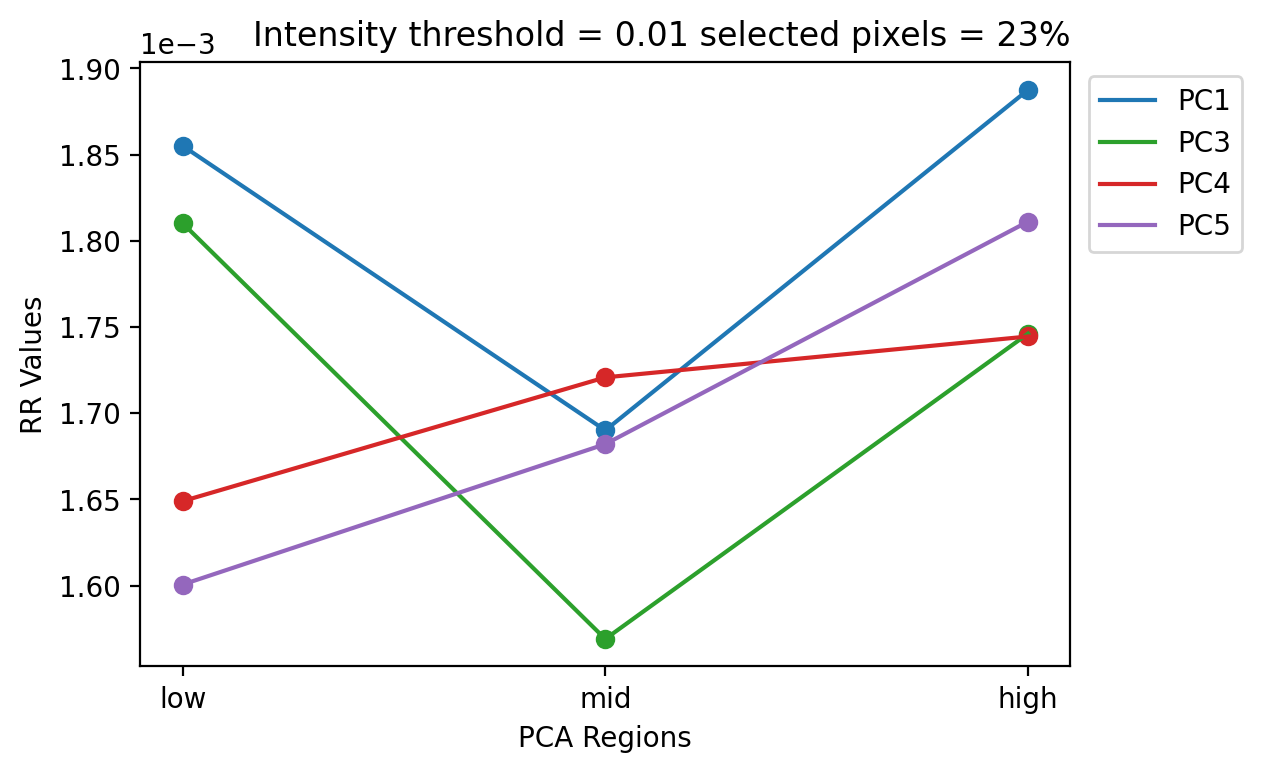 1e−3
Intensity threshold = 0.01 selected pixels = 23%
1.90
1.85
1.80
1.75
1.70
1.65
1.60
RR Values
low
mid
high
PCA Regions
PC1
PC3
PC4
PC5